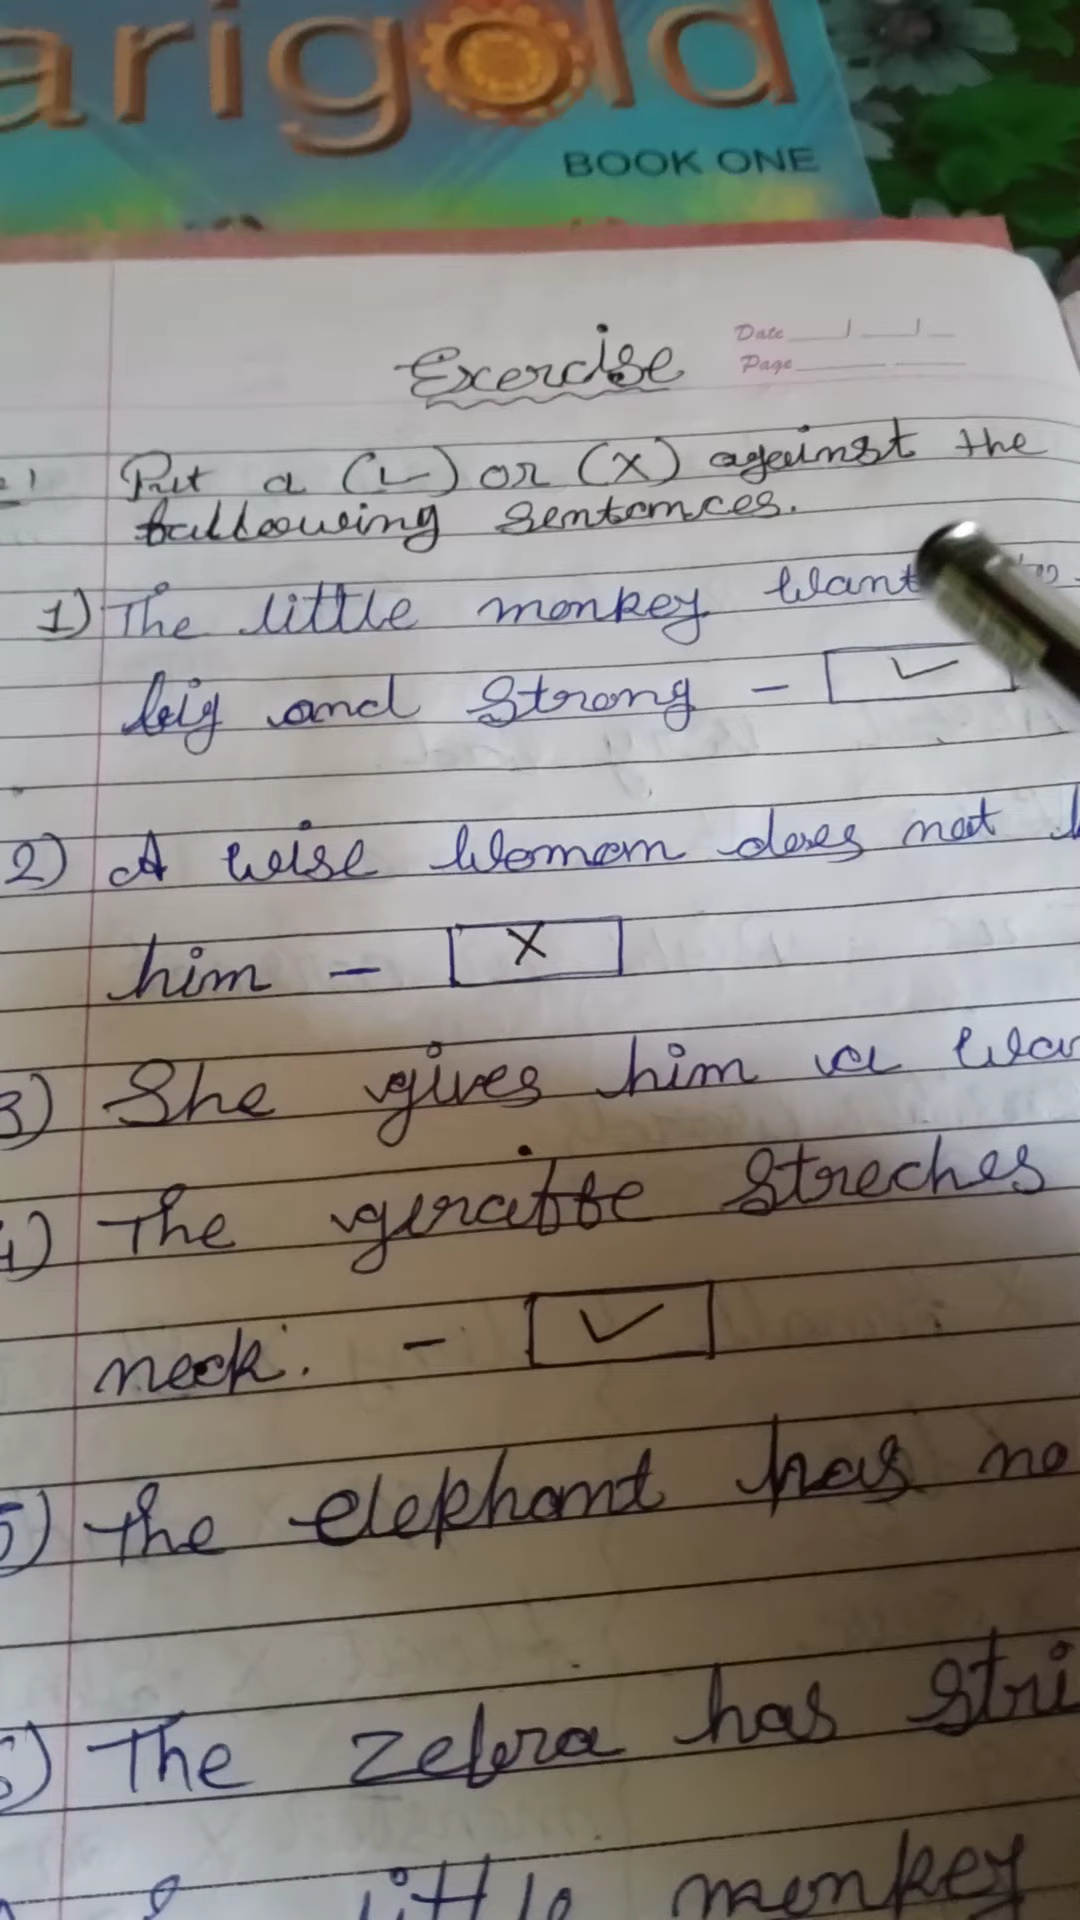 arigold
BOOK ONE
Date
Page
Exercise
Put a (✓) or (X) against the
following sentences.
1) The little monkey want
big and strong - ✓
2) A wise woman does not
him - X
3) She gives him a
4) The giraffe streches
neck. - ✓
5) The elephant has no
6) The zebra has
little monkey